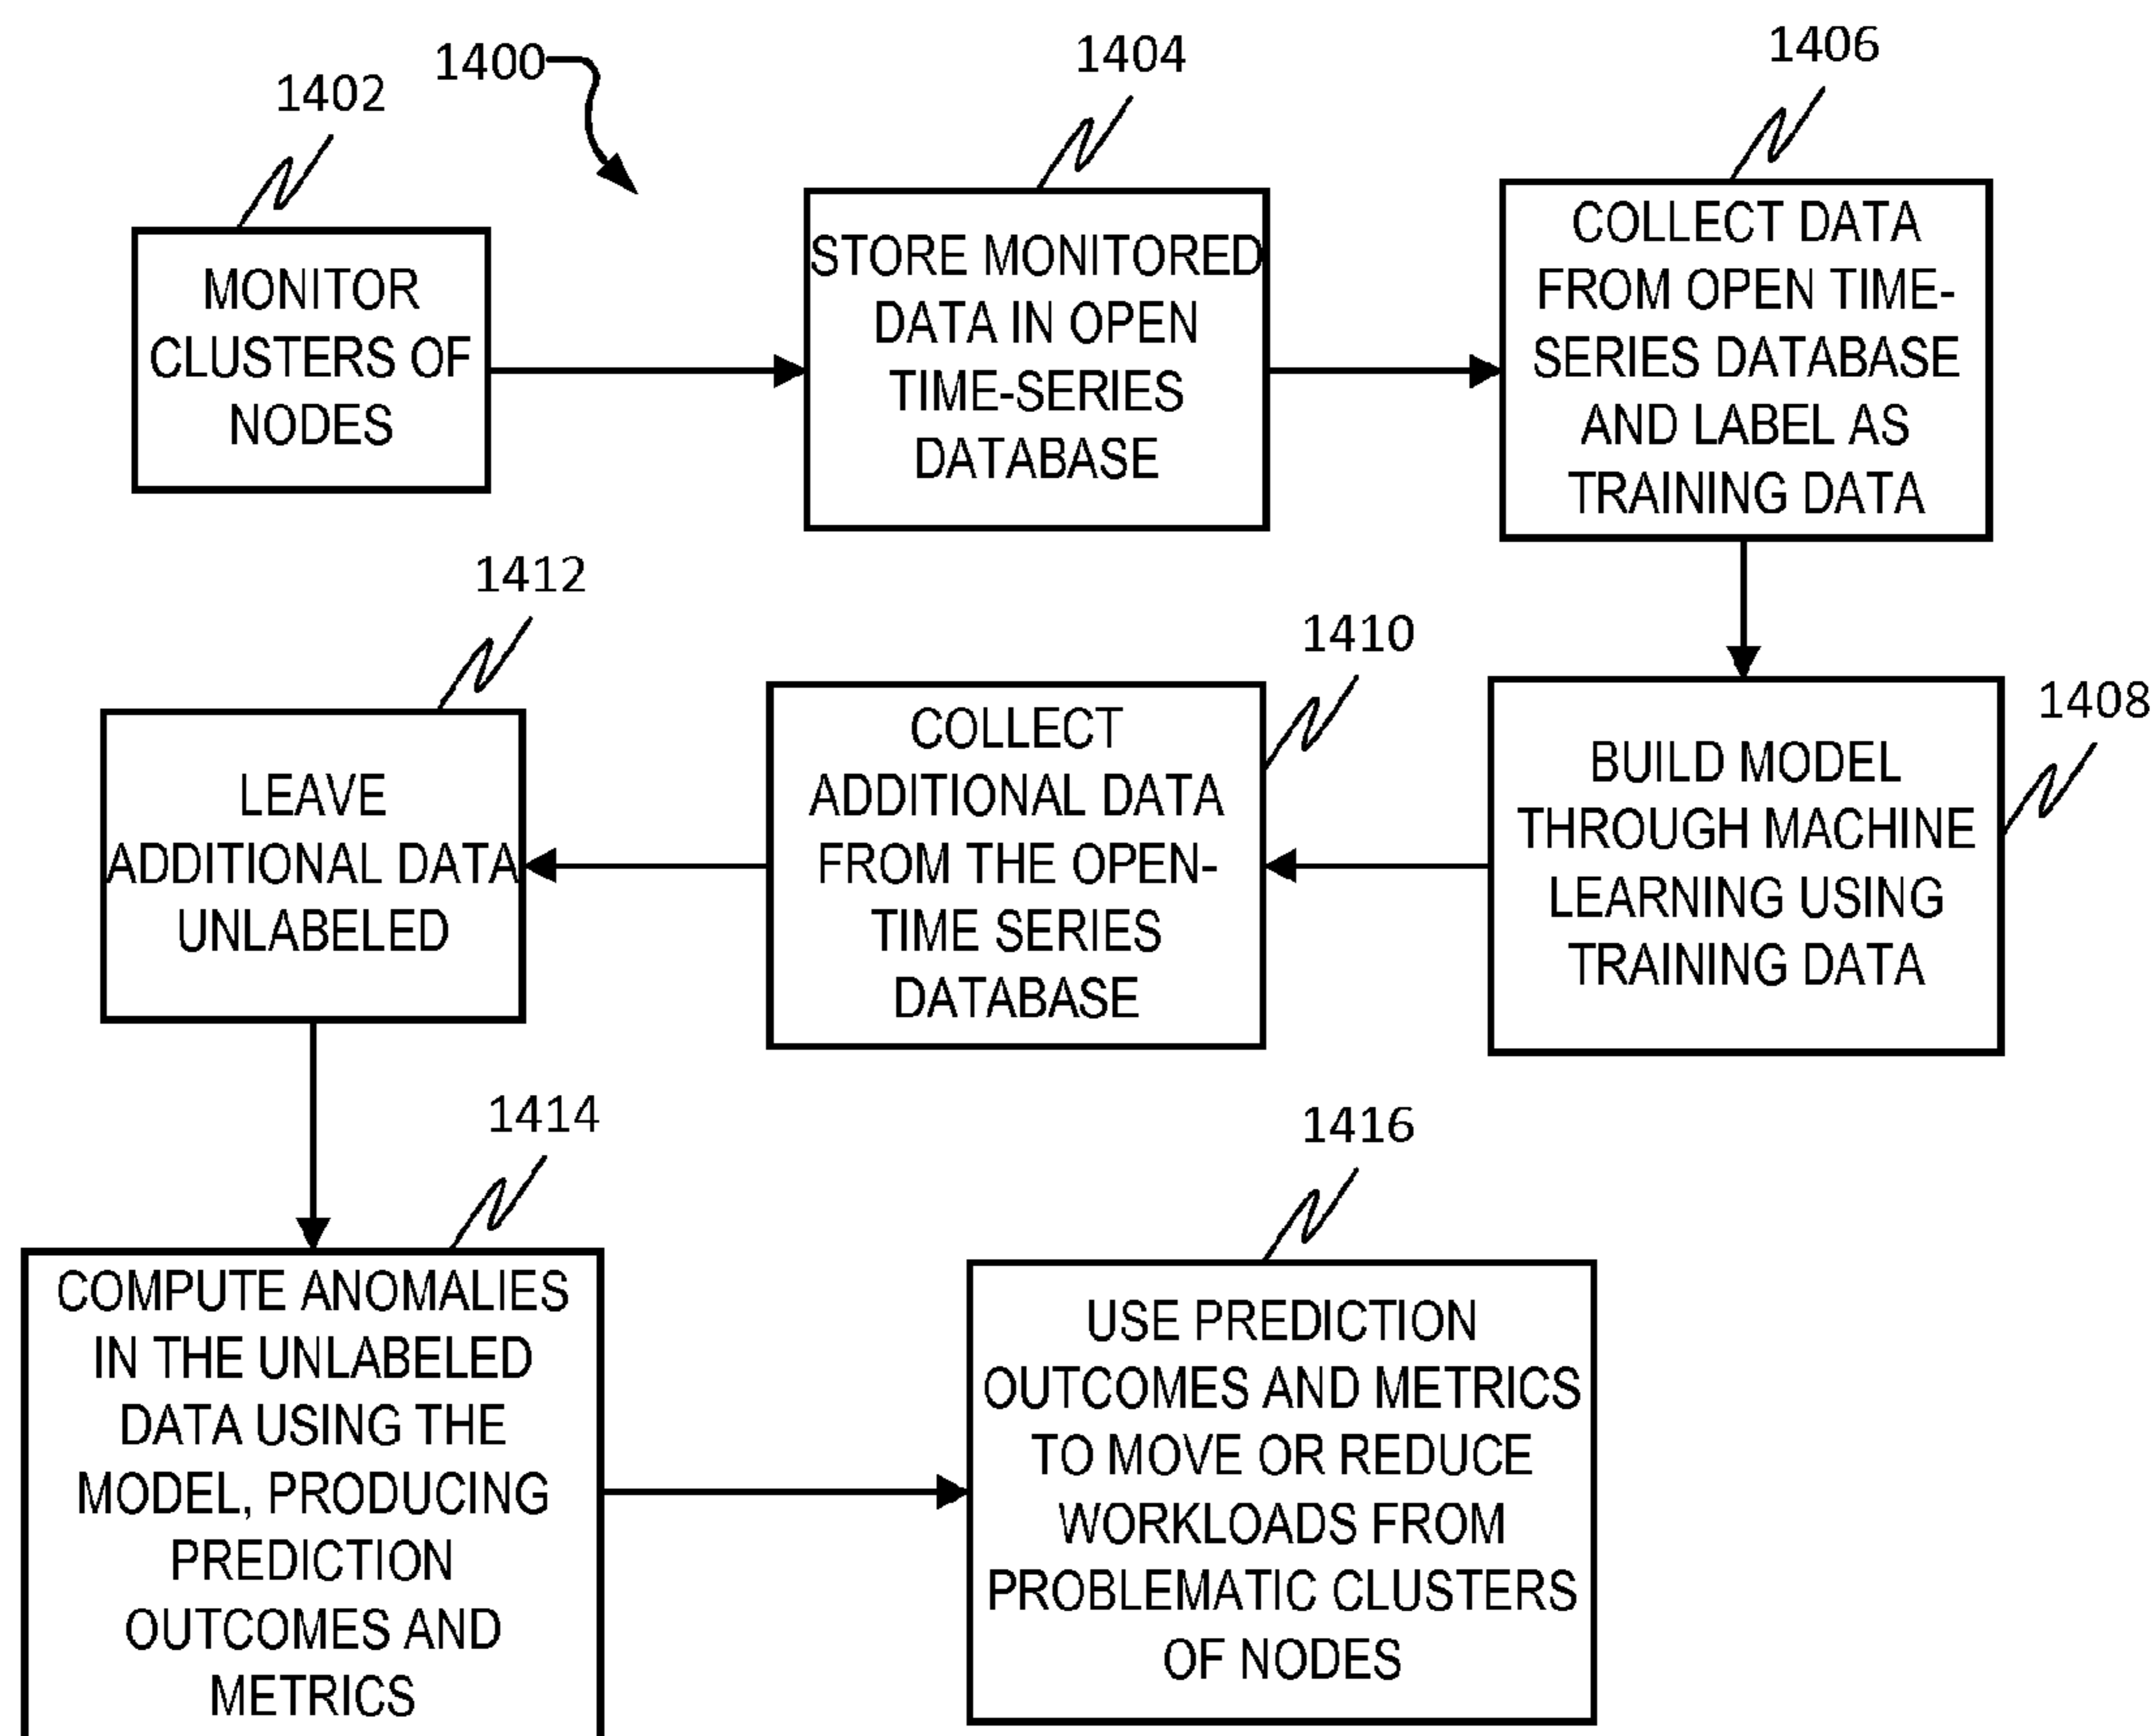 1400
1402
MONITOR
CLUSTERS OF
NODES
1404
STORE MONITORED
DATA IN OPEN
TIME-SERIES
DATABASE
1406
COLLECT DATA
FROM OPEN TIME-
SERIES DATABASE
AND LABEL AS
TRAINING DATA
1408
BUILD MODEL
THROUGH MACHINE
LEARNING USING
TRAINING DATA
1410
COLLECT
ADDITIONAL DATA
FROM THE OPEN-
TIME SERIES
DATABASE
1412
LEAVE
ADDITIONAL DATA
UNLABELED
1414
COMPUTE ANOMALIES
IN THE UNLABELED
DATA USING THE
MODEL, PRODUCING
PREDICTION
OUTCOMES AND
METRICS
1416
USE PREDICTION
OUTCOMES AND METRICS
TO MOVE OR REDUCE
WORKLOADS FROM
PROBLEMATIC CLUSTERS
OF NODES